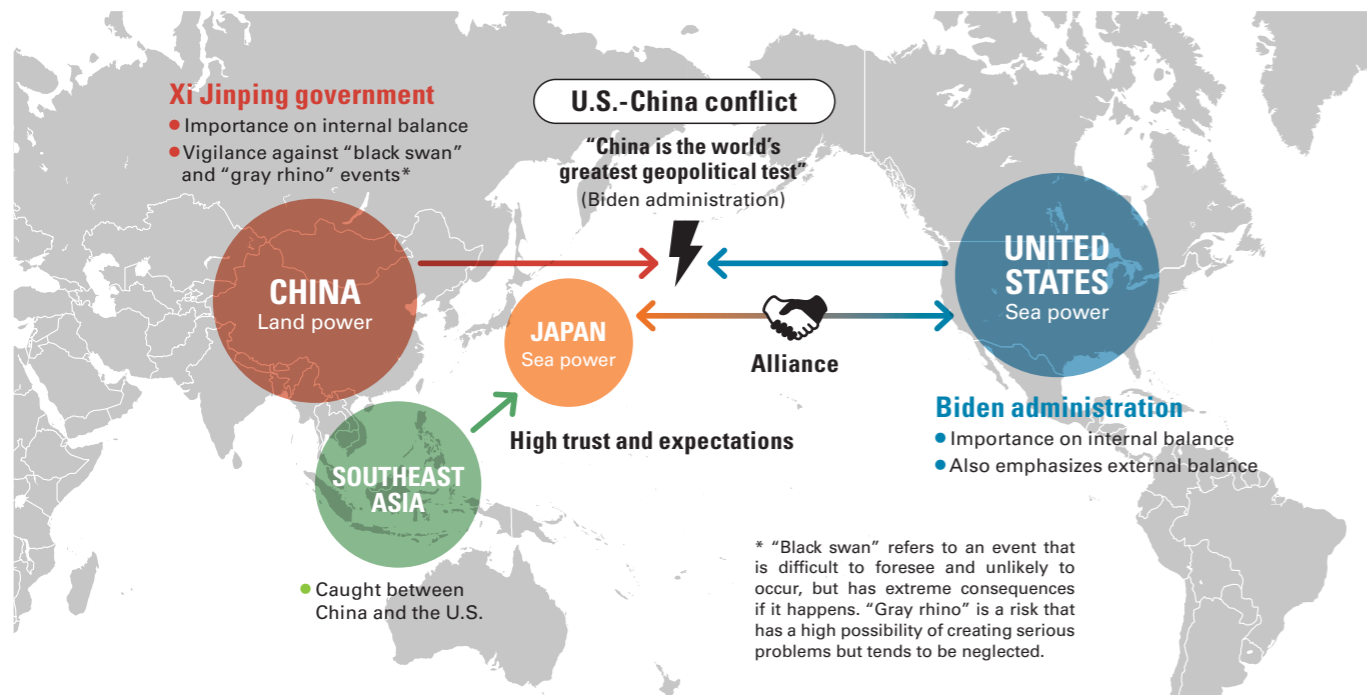 Xi Jinping government
● Importance on internal balance
● Vigilance against “black swan”
and “gray rhino” events*
U.S.-China conflict
“China is the world’s
greatest geopolitical test”
(Biden administration)
CHINA
Land power
JAPAN
Sea power
UNITED
STATES
Sea power
Alliance
High trust and expectations
SOUTHEAST
ASIA
● Caught between
China and the U.S.
Biden administration
● Importance on internal balance
● Also emphasizes external balance
* “Black swan” refers to an event that
is difficult to foresee and unlikely to
occur, but has extreme consequences
if it happens. “Gray rhino” is a risk that
has a high possibility of creating serious
problems but tends to be neglected.